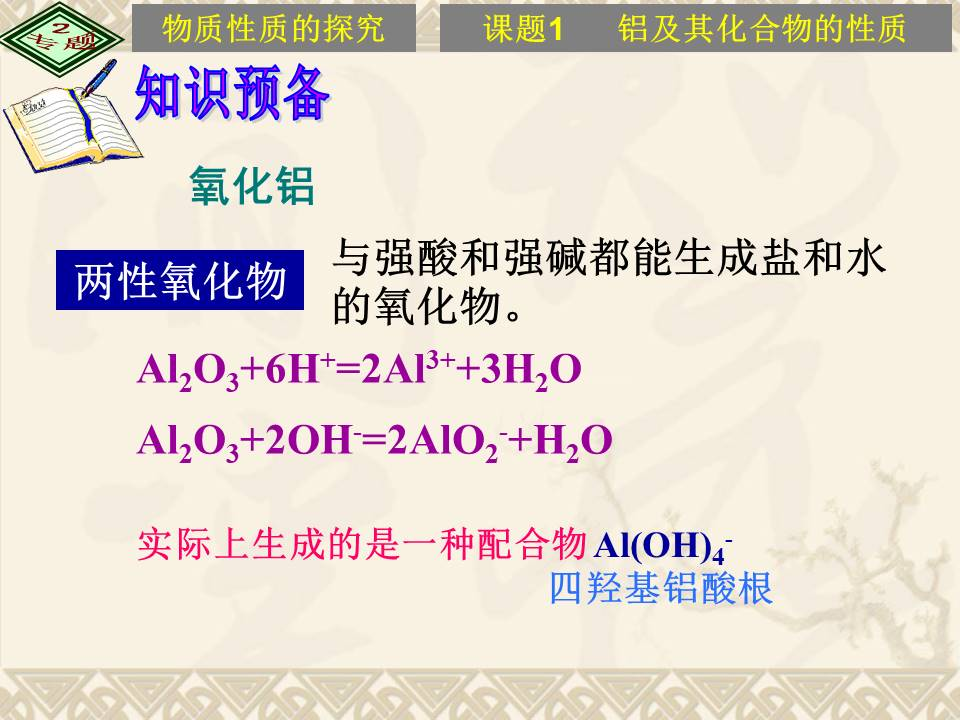 2
专题
物质性质的探究
课题1 铝及其化合物的性质
知识预备
氧化铝
两性氧化物
与强酸和强碱都能生成盐和水
的氧化物。
Al₂O₃+6H⁺=2Al³⁺+3H₂O
Al₂O₃+2OH⁻=2AlO₂⁻+H₂O
实际上生成的是一种配合物 Al(OH)₄⁻
四羟基铝酸根